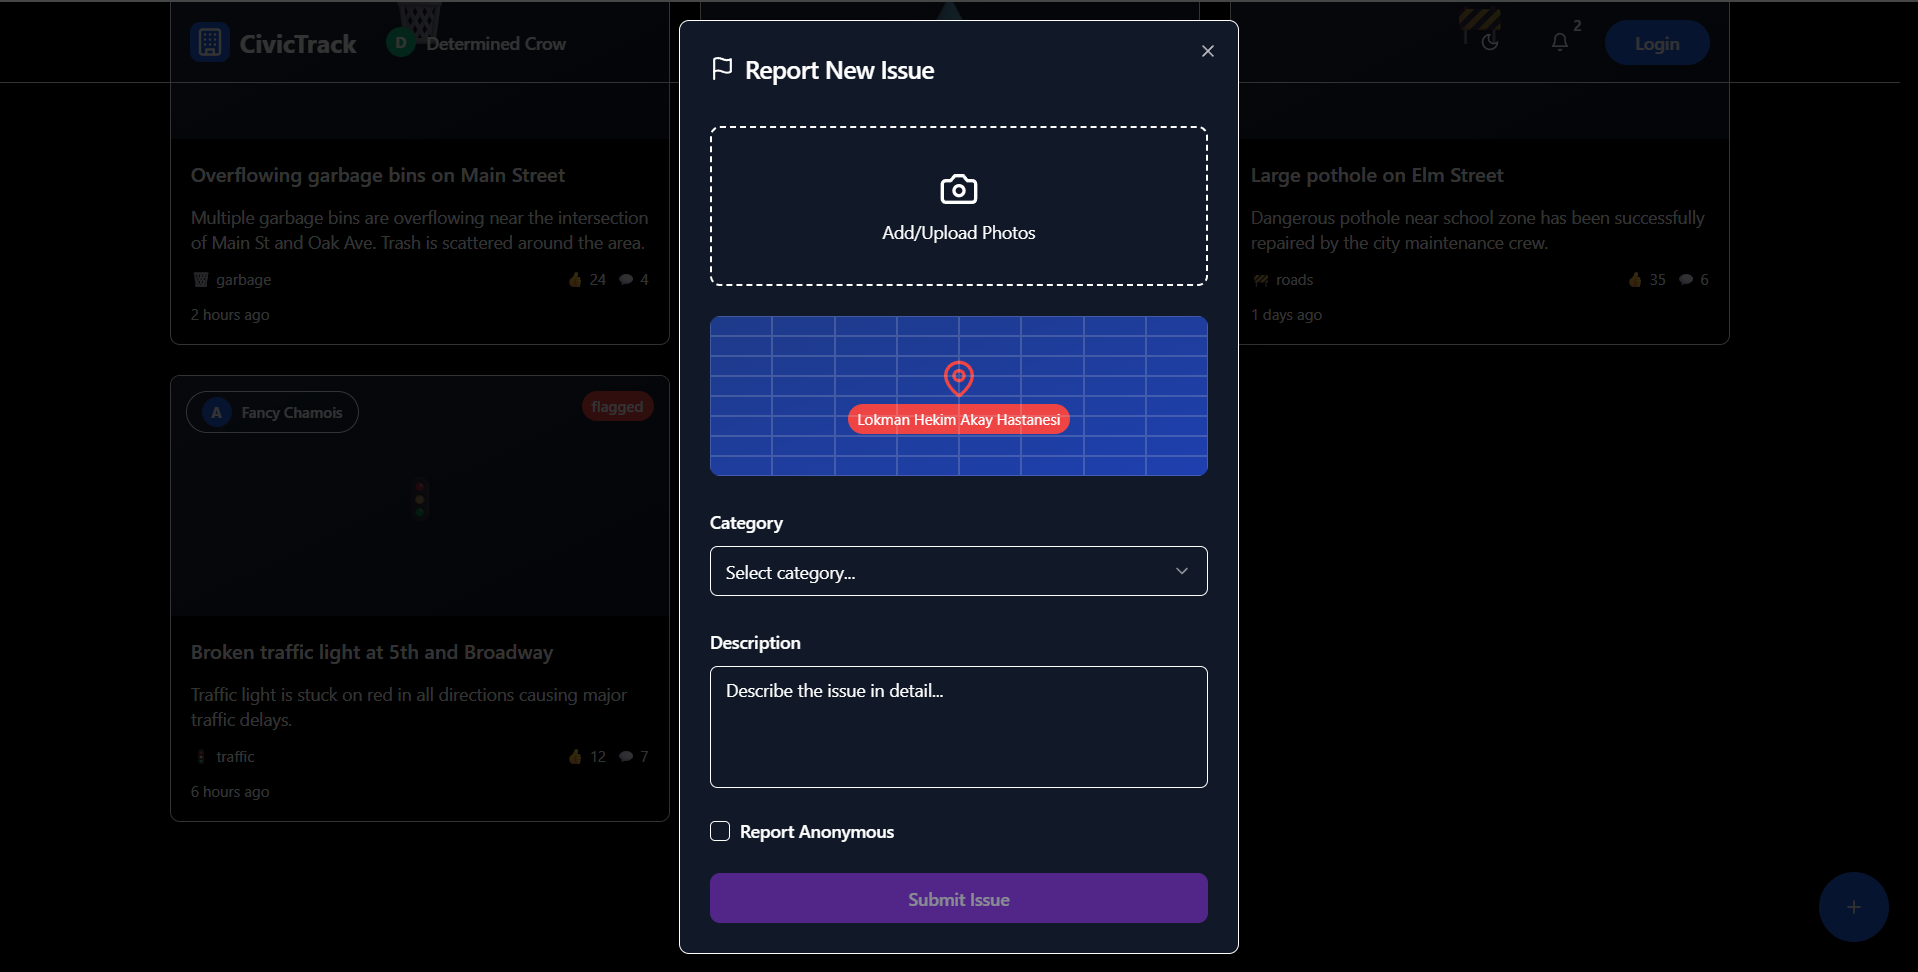 CivicTrack
D
Determined Crow
2
Login
Overflowing garbage bins on Main Street
Multiple garbage bins are overflowing near the intersection
of Main St and Oak Ave. Trash is scattered around the area.
garbage
24
4
2 hours ago
A
Fancy Chamois
flagged
Broken traffic light at 5th and Broadway
Traffic light is stuck on red in all directions causing major
traffic delays.
traffic
12
7
6 hours ago
Report New Issue
Add/Upload Photos
Lokman Hekim Akay Hastanesi
Category
Select category...
Description
Describe the issue in detail...
Report Anonymous
Submit Issue
Large pothole on Elm Street
Dangerous pothole near school zone has been successfully
repaired by the city maintenance crew.
roads
35
6
1 days ago
+